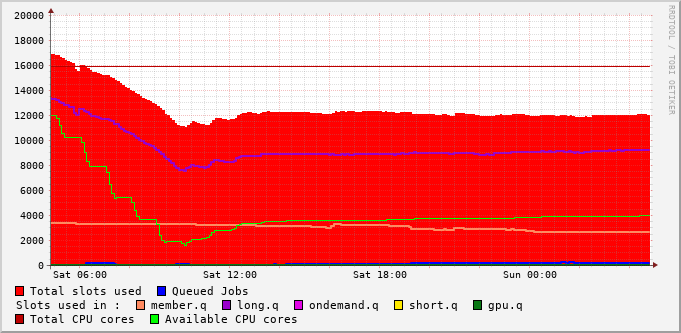 20000
18000
16000
14000
12000
10000
8000
6000
4000
2000
0
Sat 06:00 Sat 12:00 Sat 18:00 Sun 00:00
RRDTOOL / TOBI OETIKER
Total slots used Queued Jobs
Slots used in : member.q long.q ondemand.q short.q gpu.q
Total CPU cores Available CPU cores